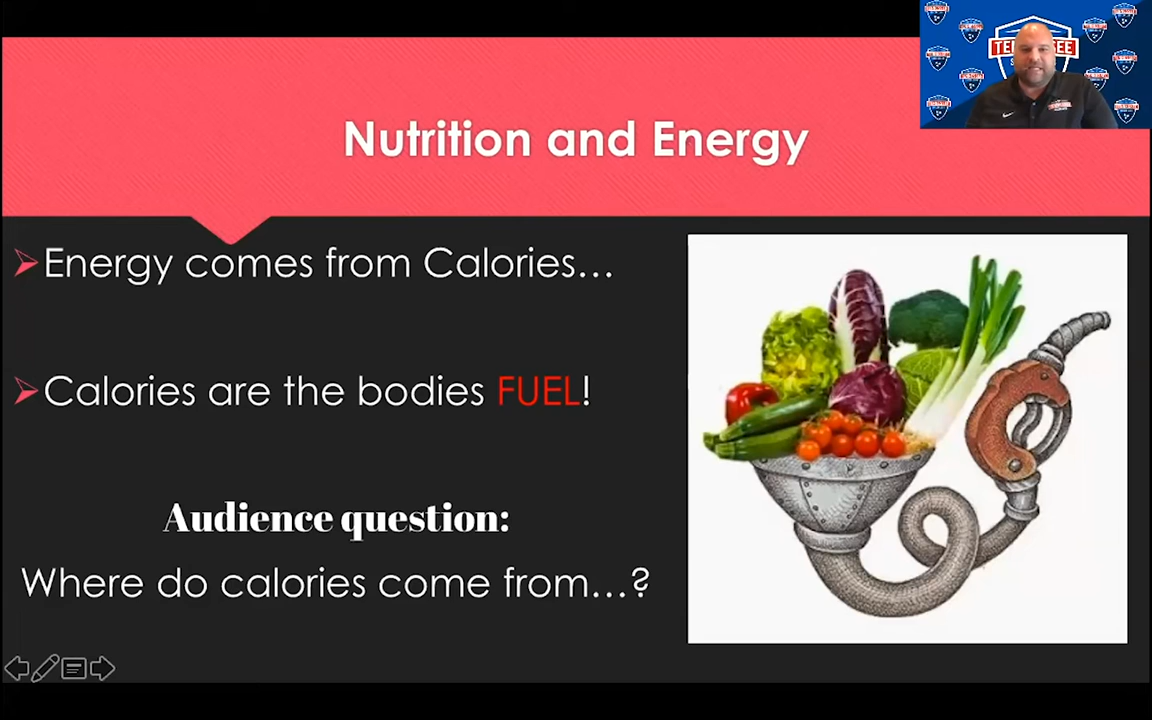 Nutrition and Energy
Energy comes from Calories...
Calories are the bodies FUEL!
Audience question:
Where do calories come from...?